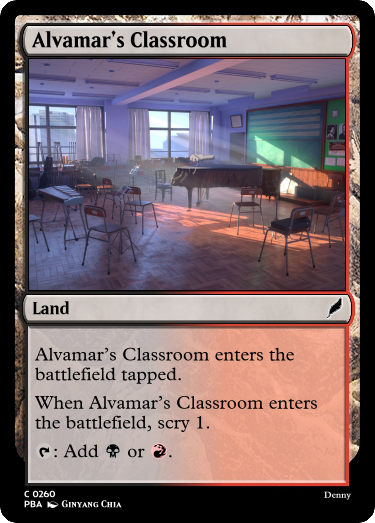 Alvamar's Classroom
Land
Alvamar's Classroom enters the
battlefield tapped.
When Alvamar's Classroom enters
the battlefield, scry 1.
: Add or .
C 0260
PBA Ginyang Chia
Denny